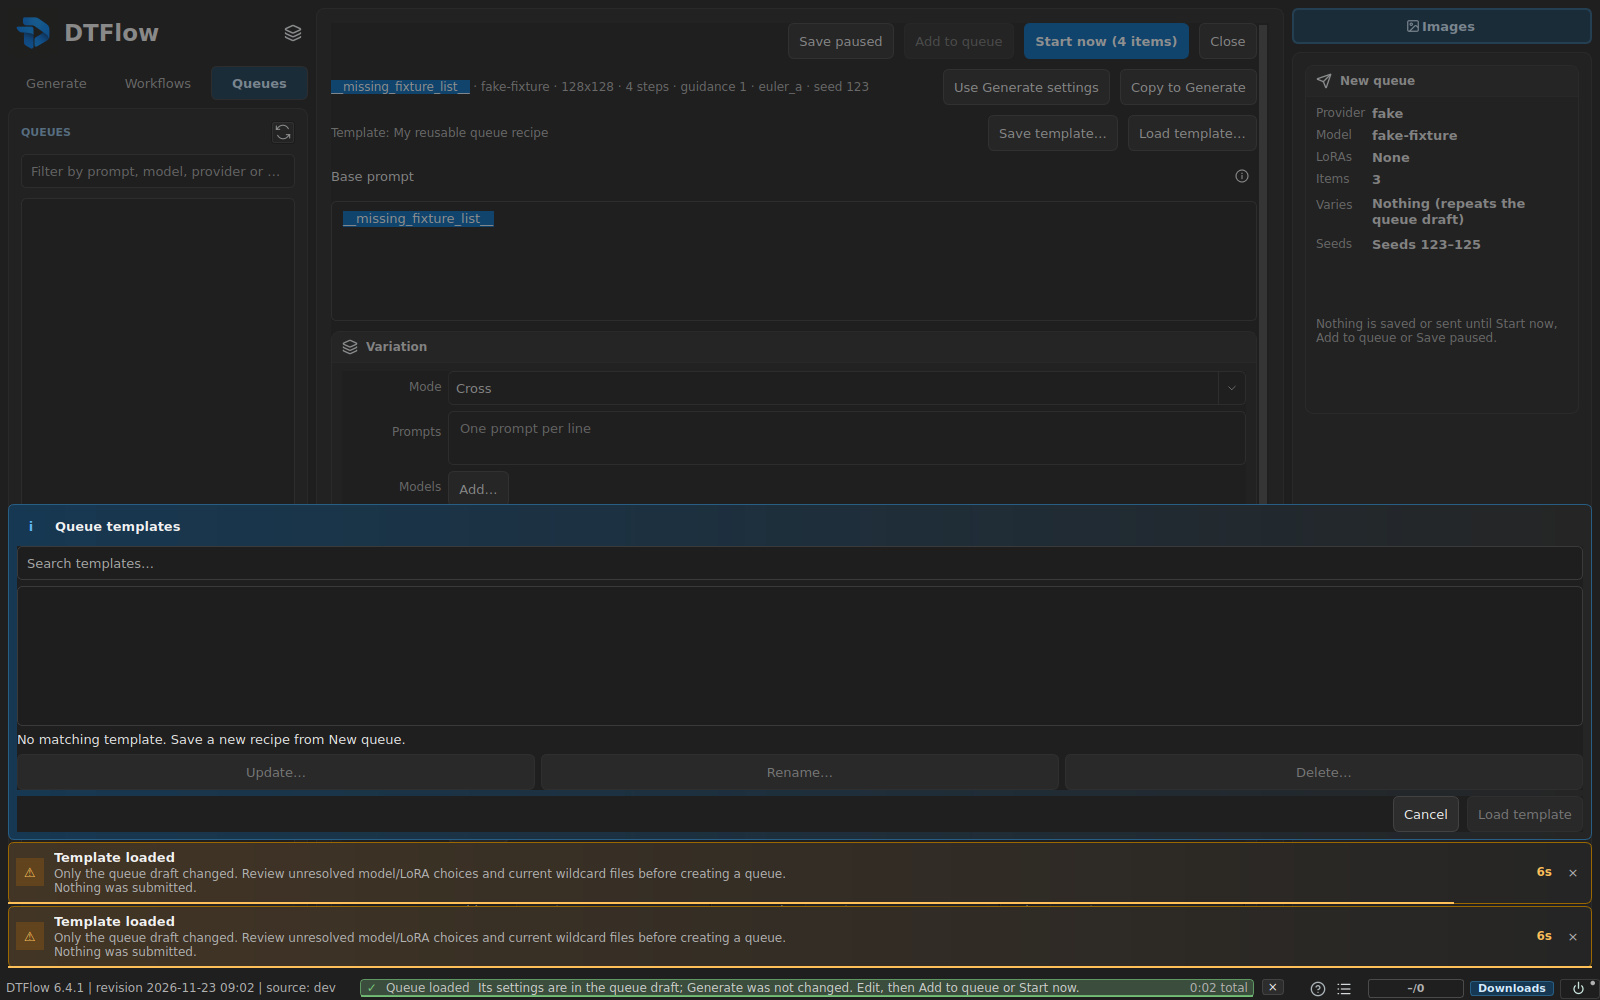 DTFlow
Save paused
Add to queue
Start now (4 items)
Close
Images
Generate
Workflows
Queues
__missing_fixture_list__ · fake-fixture · 128x128 · 4 steps · guidance 1 · euler_a · seed 123
Use Generate settings
Copy to Generate
Template: My reusable queue recipe
Save template...
Load template...
QUEUES
Filter by prompt, model, provider or ...
Base prompt
__missing_fixture_list__
Variation
Mode
Cross
Prompts
One prompt per line
Models
Add...
New queue
Provider fake
Model fake-fixture
LoRAs None
Items 3
Varies Nothing (repeats the
queue draft)
Seeds Seeds 123–125
Nothing is saved or sent until Start now,
Add to queue or Save paused.
i Queue templates
Search templates...
No matching template. Save a new recipe from New queue.
Update...
Rename...
Delete...
Cancel
Load template
Template loaded
Only the queue draft changed. Review unresolved model/LoRA choices and current wildcard files before creating a queue.
Nothing was submitted.
6s ×
Template loaded
Only the queue draft changed. Review unresolved model/LoRA choices and current wildcard files before creating a queue.
Nothing was submitted.
6s ×
DTFlow 6.4.1 | revision 2026-11-23 09:02 | source: dev
✓ Queue loaded Its settings are in the queue draft; Generate was not changed. Edit, then Add to queue or Start now. 0:02 total
×
–/0
Downloads